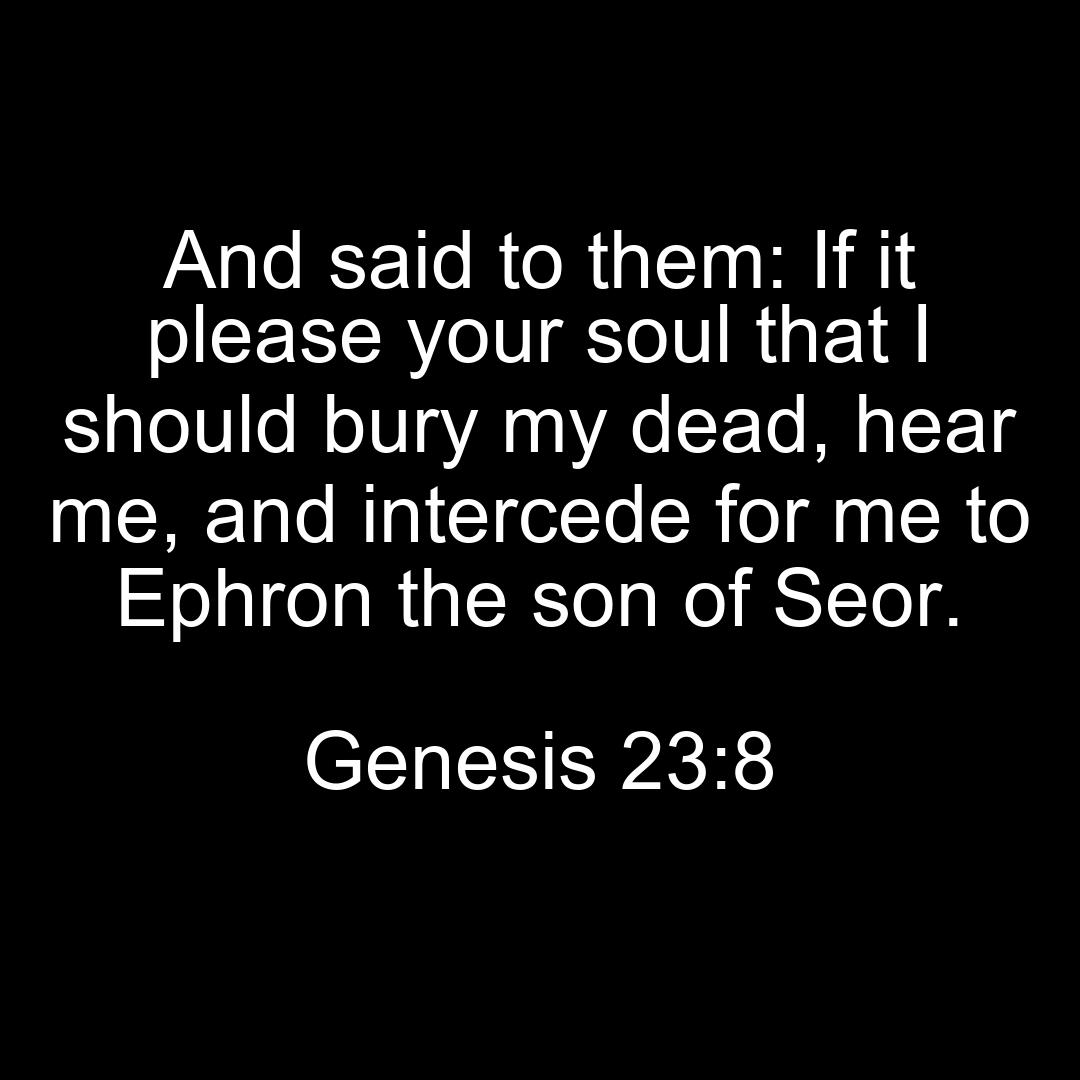 And said to them: If it
please your soul that I
should bury my dead, hear
me, and intercede for me to
Ephron the son of Seor.
Genesis 23:8